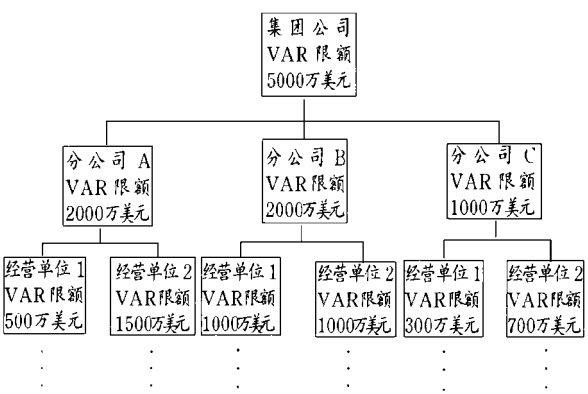 集团公司
VAR限额
5000万美元
分公司A
VAR限额
2000万美元
分公司B
VAR限额
2000万美元
分公司C
VAR限额
1000万美元
经营单位1
VAR限额
500万美元
经营单位2
VAR限额
1500万美元
经营单位1
VAR限额
1000万美元
经营单位2
VAR限额
1000万美元
经营单位1
VAR限额
300万美元
经营单位2
VAR限额
700万美元